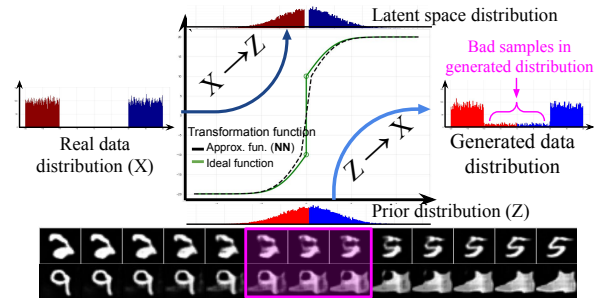 Latent space distribution
Bad samples in
generated distribution
X → Z
Transformation function
Approx. fun. (NN)
Ideal function
Z → X
Real data
distribution (X)
Generated data
distribution
Prior distribution (Z)